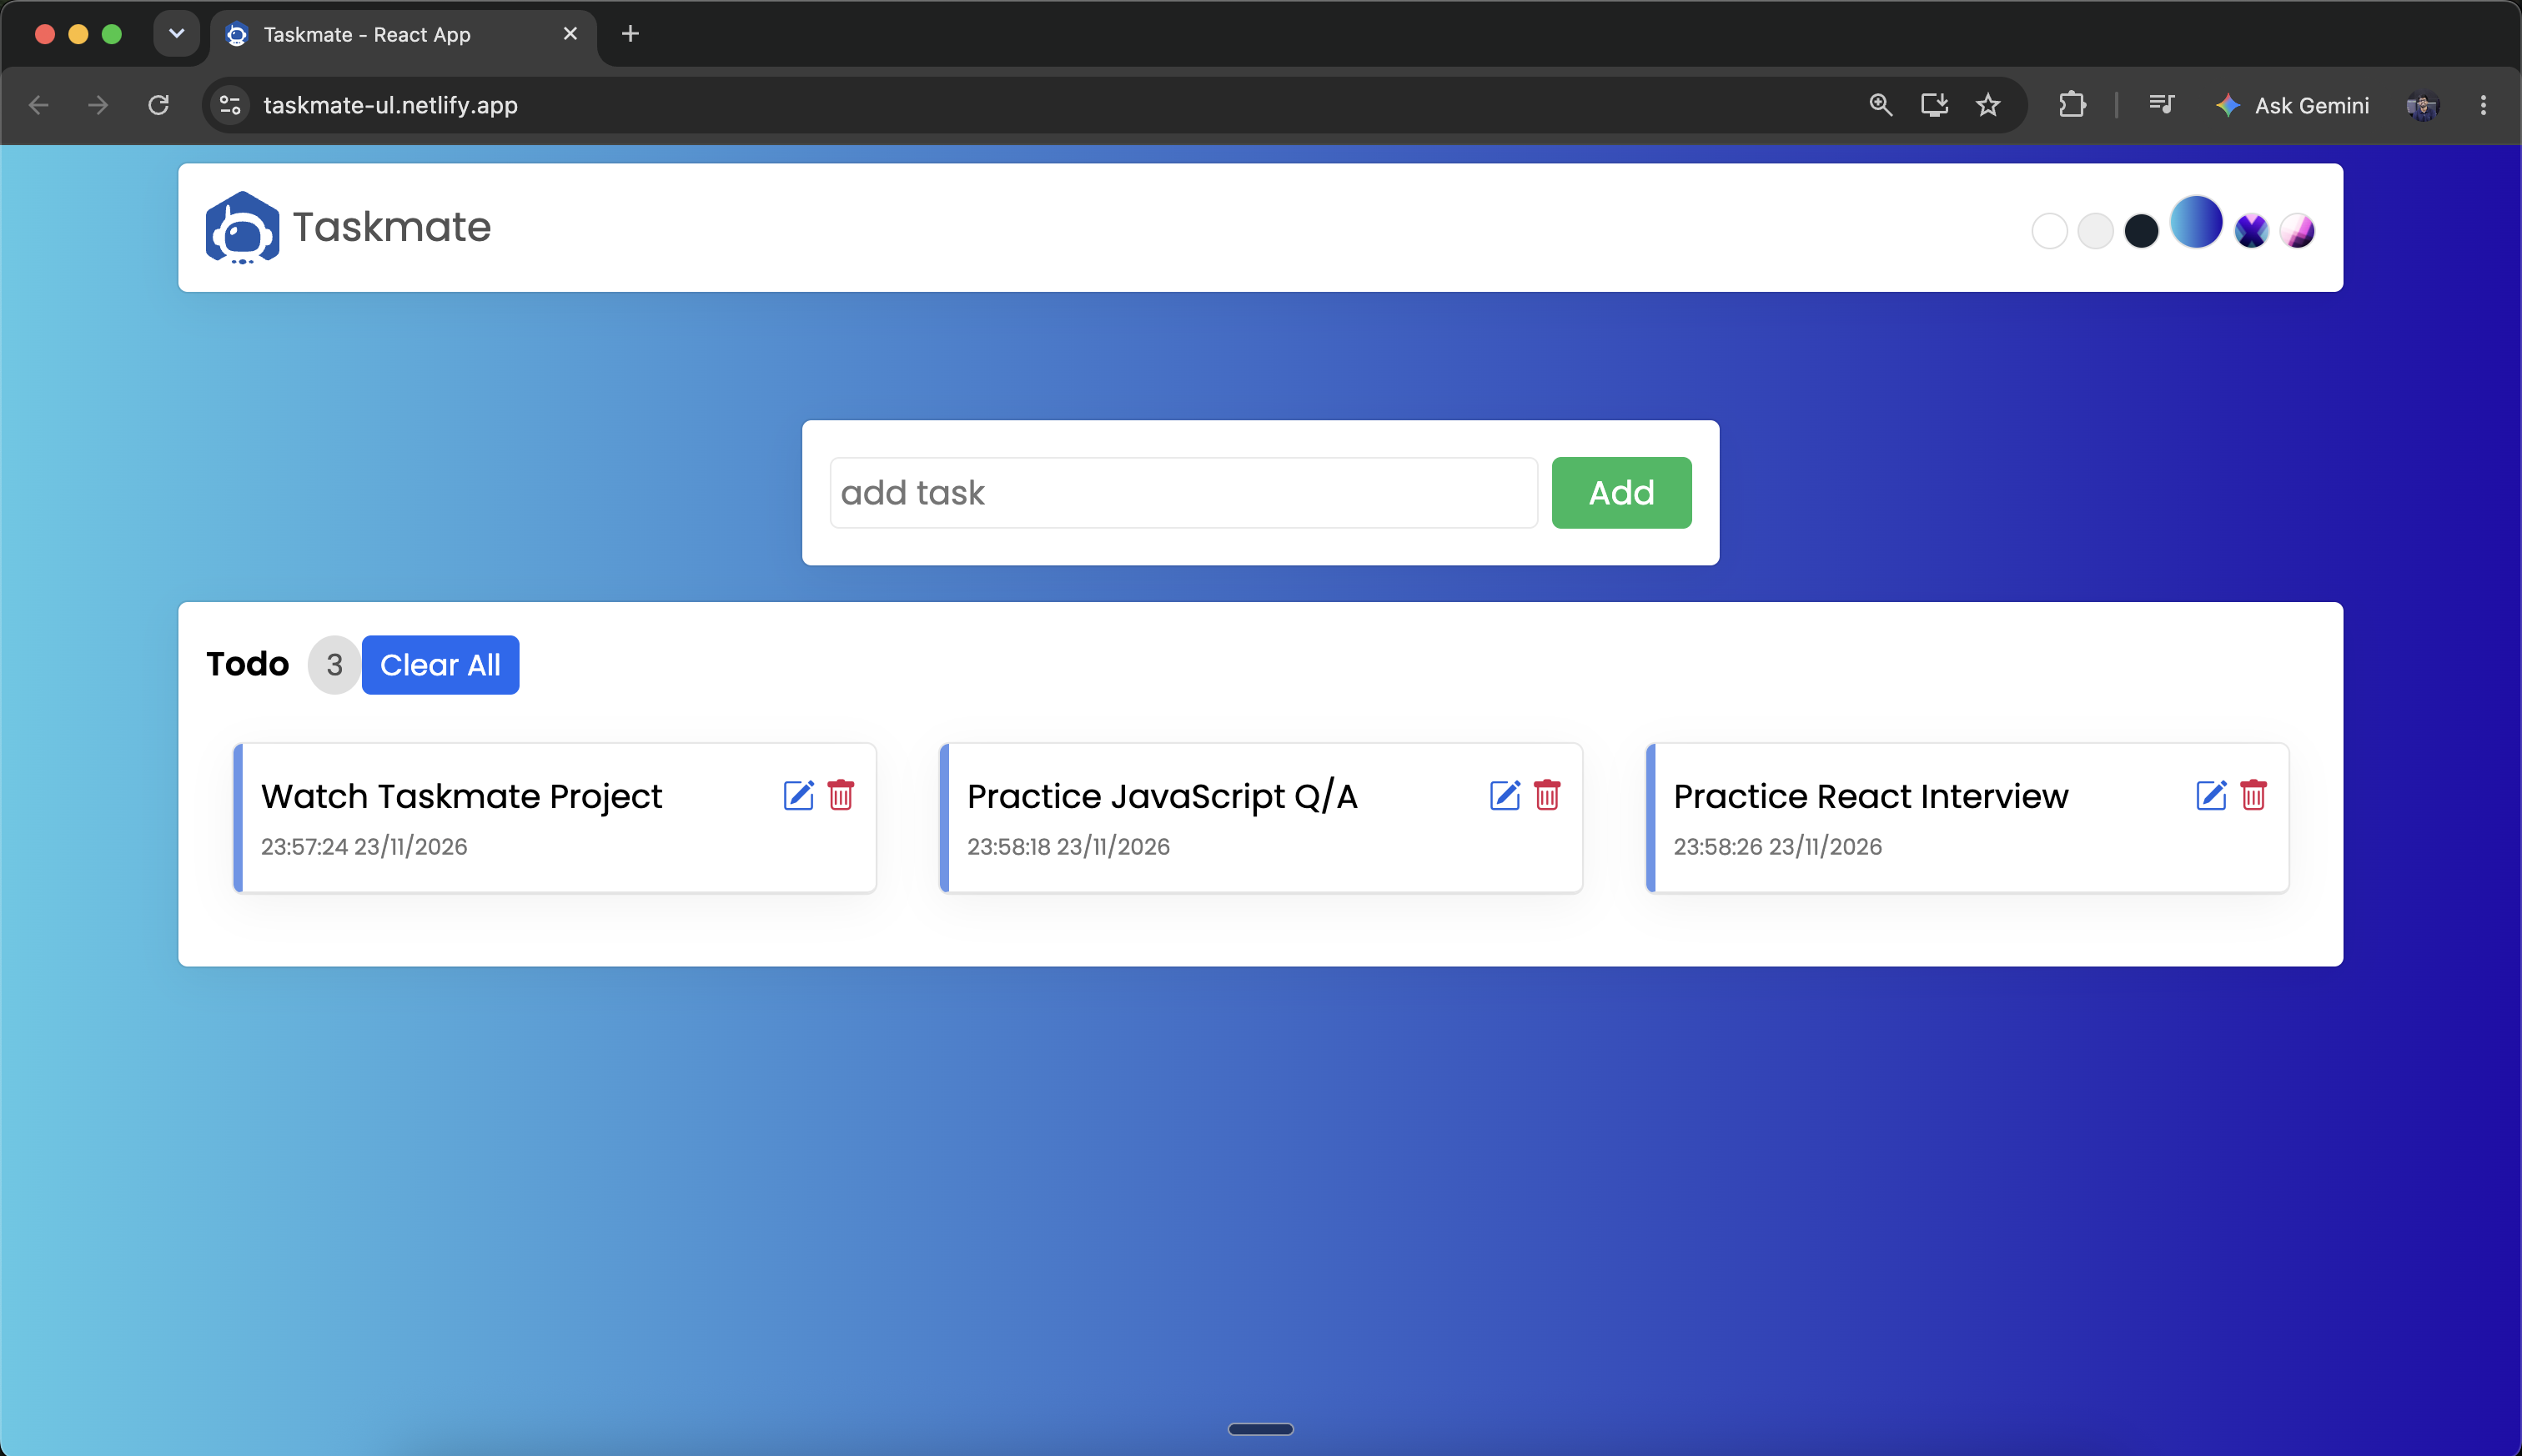 Taskmate - React App
taskmate-ul.netlify.app
Ask Gemini
Taskmate
add task
Add
Todo 3 Clear All
Watch Taskmate Project
23:57:24 23/11/2026
Practice JavaScript Q/A
23:58:18 23/11/2026
Practice React Interview
23:58:26 23/11/2026